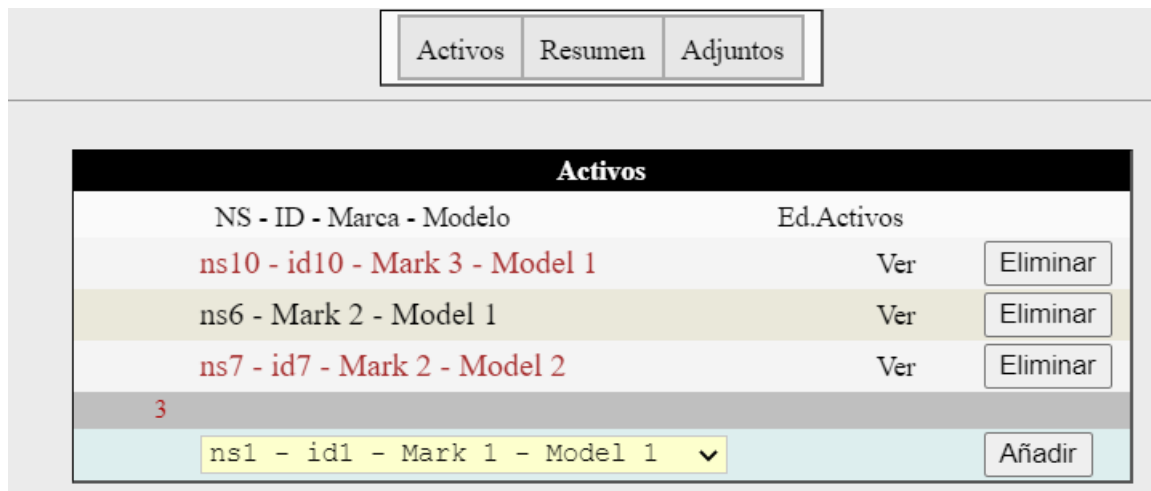 Activos Resumen Adjuntos
Activos
NS - ID - Marca - Modelo Ed.Activos
ns10 - id10 - Mark 3 - Model 1 Ver Eliminar
ns6 - Mark 2 - Model 1 Ver Eliminar
ns7 - id7 - Mark 2 - Model 2 Ver Eliminar
3
ns1 - id1 - Mark 1 - Model 1 Añadir